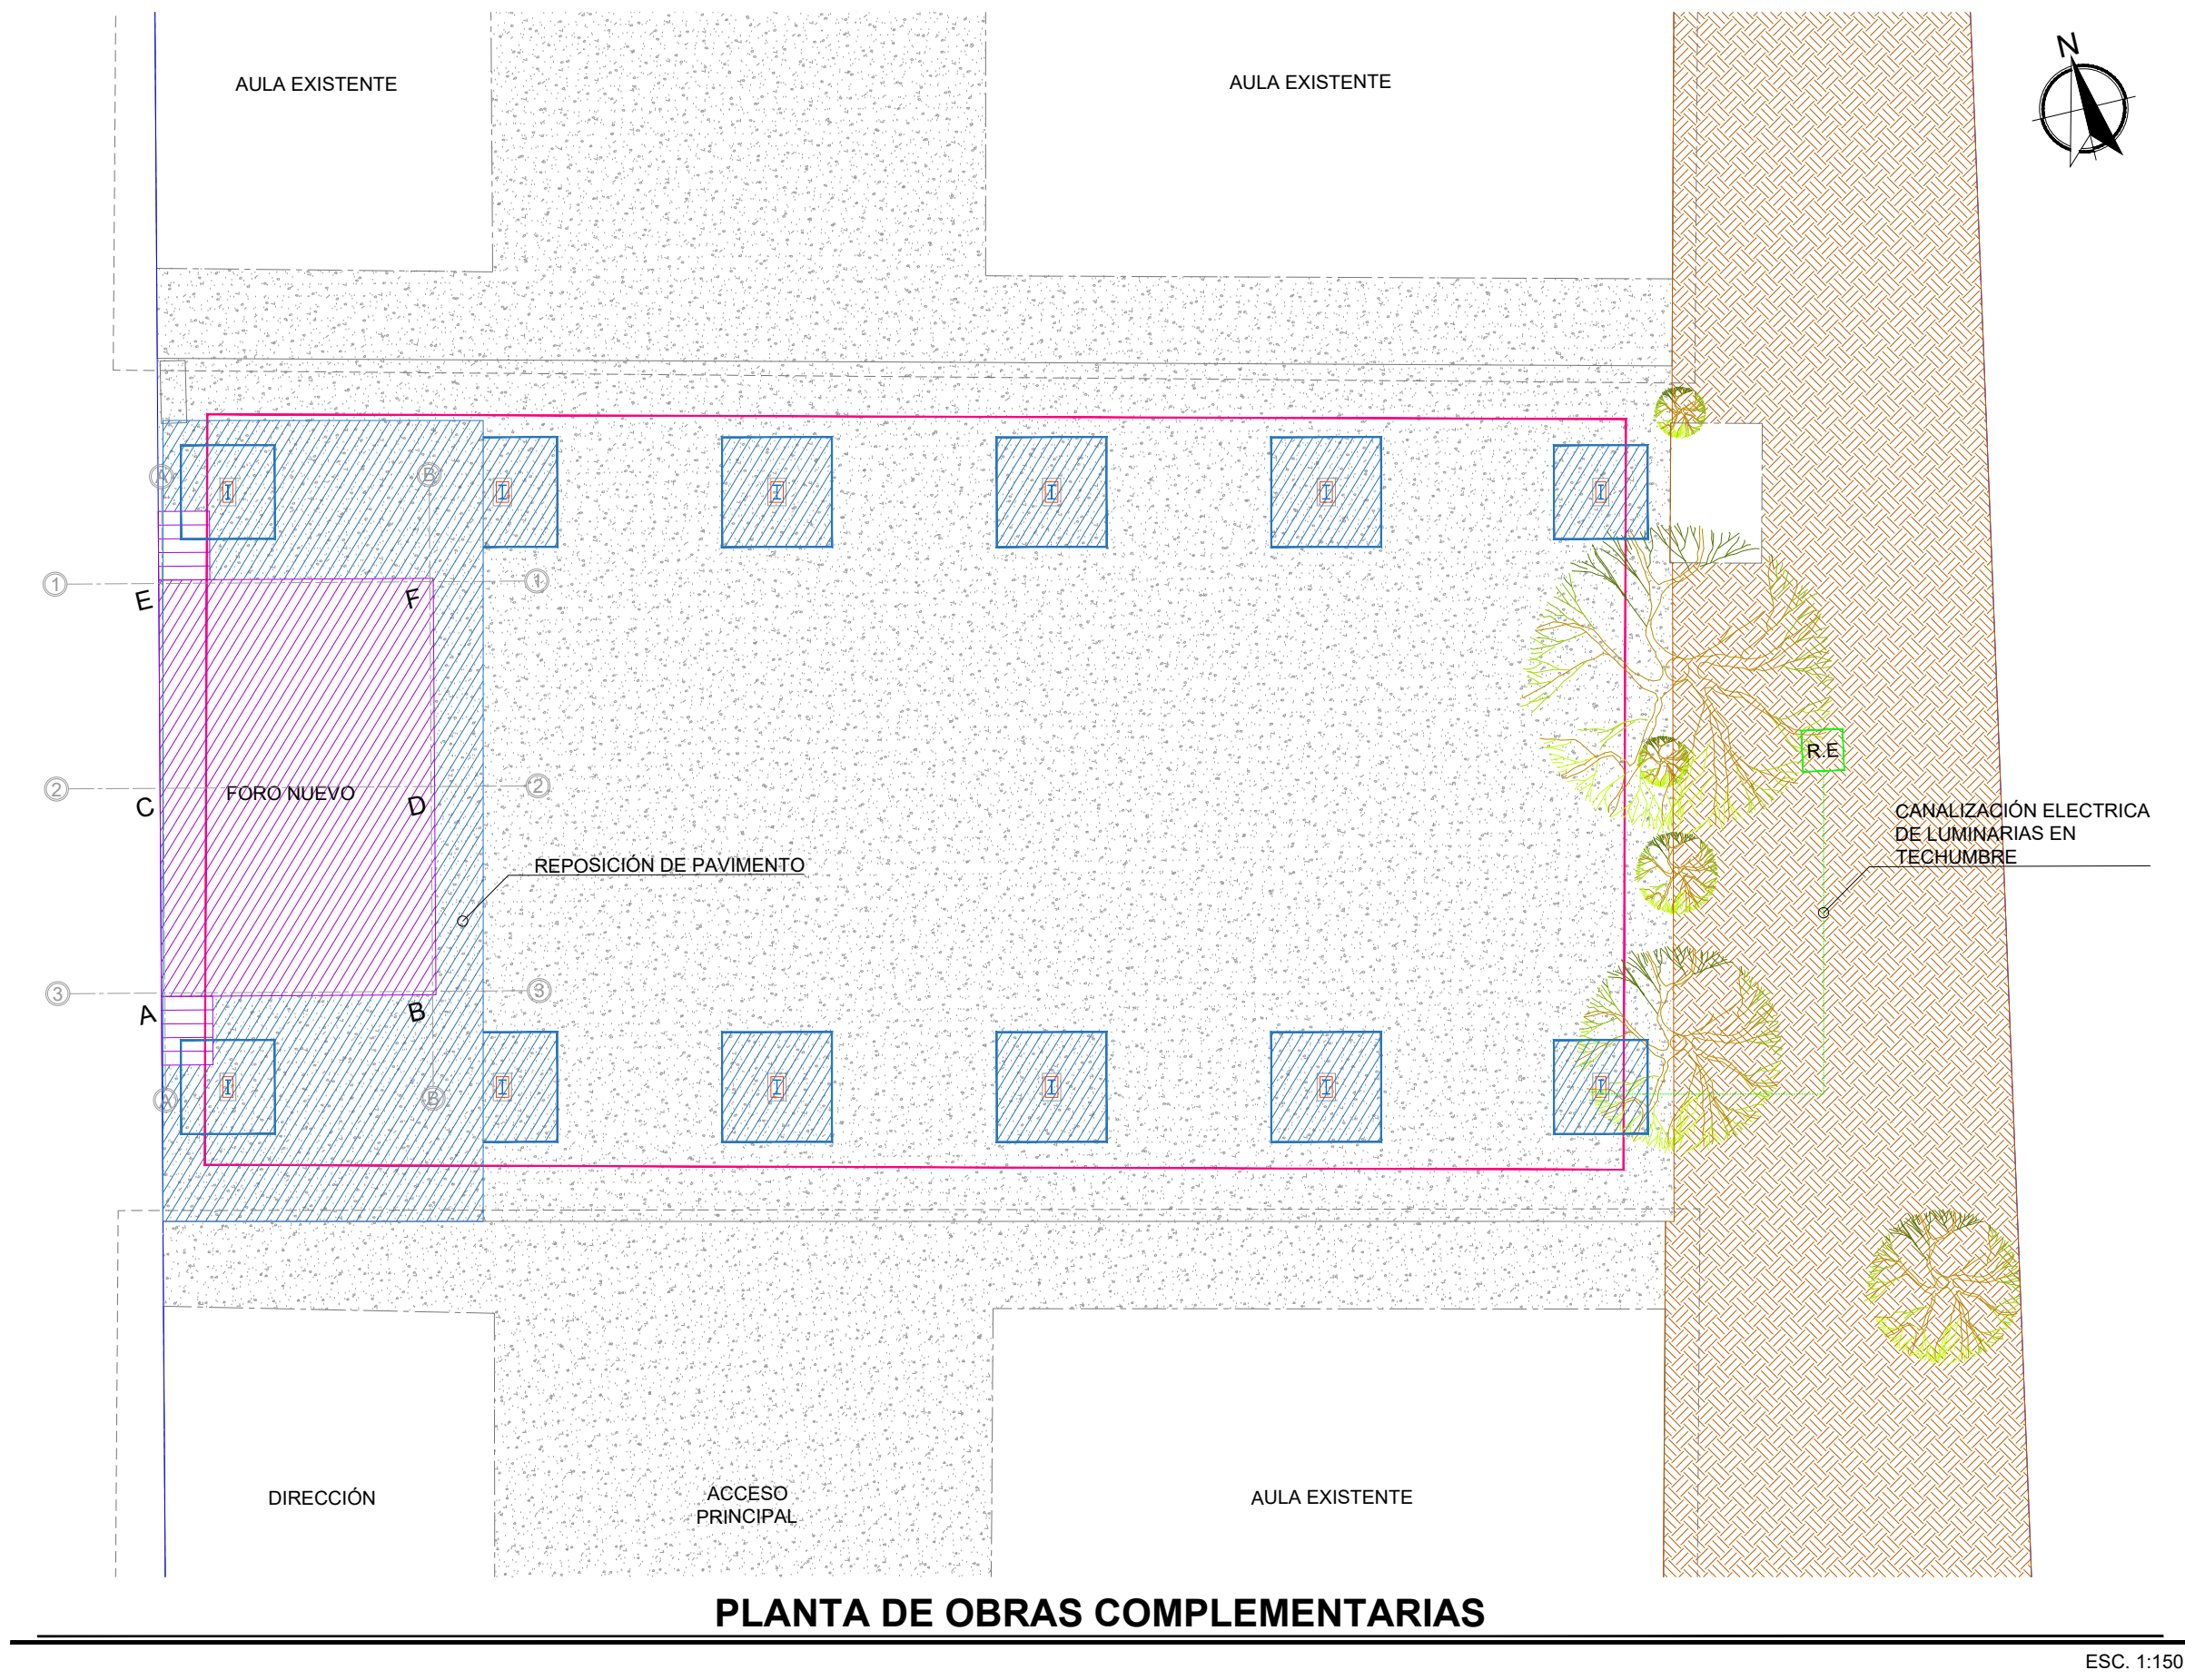 N
AULA EXISTENTE
AULA EXISTENTE
A
B
1
1
E
F
R.E
2
2
FORO NUEVO
C
D
CANALIZACIÓN ELECTRICA
DE LUMINARIAS EN
TECHUMBRE
REPOSICIÓN DE PAVIMENTO
3
3
A
B
A
B
DIRECCIÓN
ACCESO
PRINCIPAL
AULA EXISTENTE
PLANTA DE OBRAS COMPLEMENTARIAS
ESC. 1:150